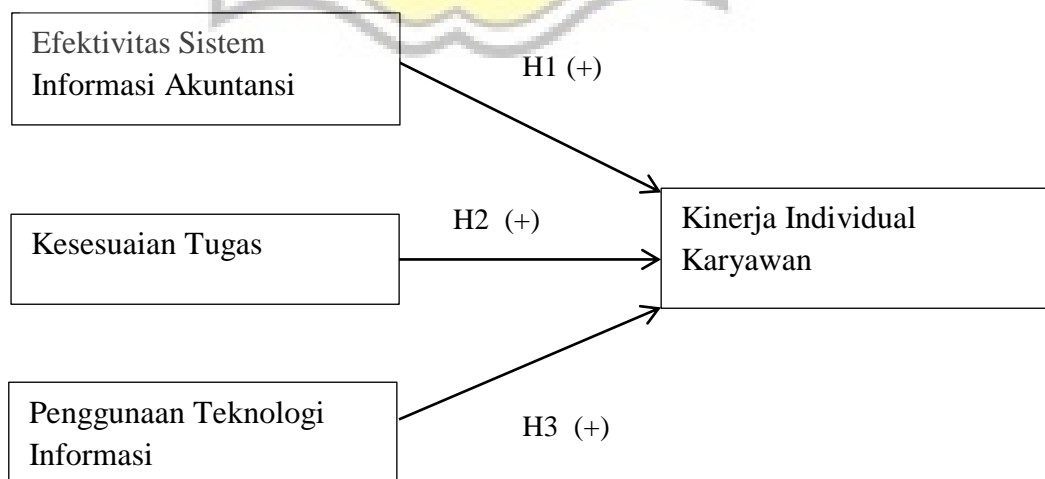 Efektivitas Sistem
Informasi Akuntansi
H1 (+)
Kesesuaian Tugas
H2 (+)
Kinerja Individual
Karyawan
Penggunaan Teknologi
Informasi
H3 (+)